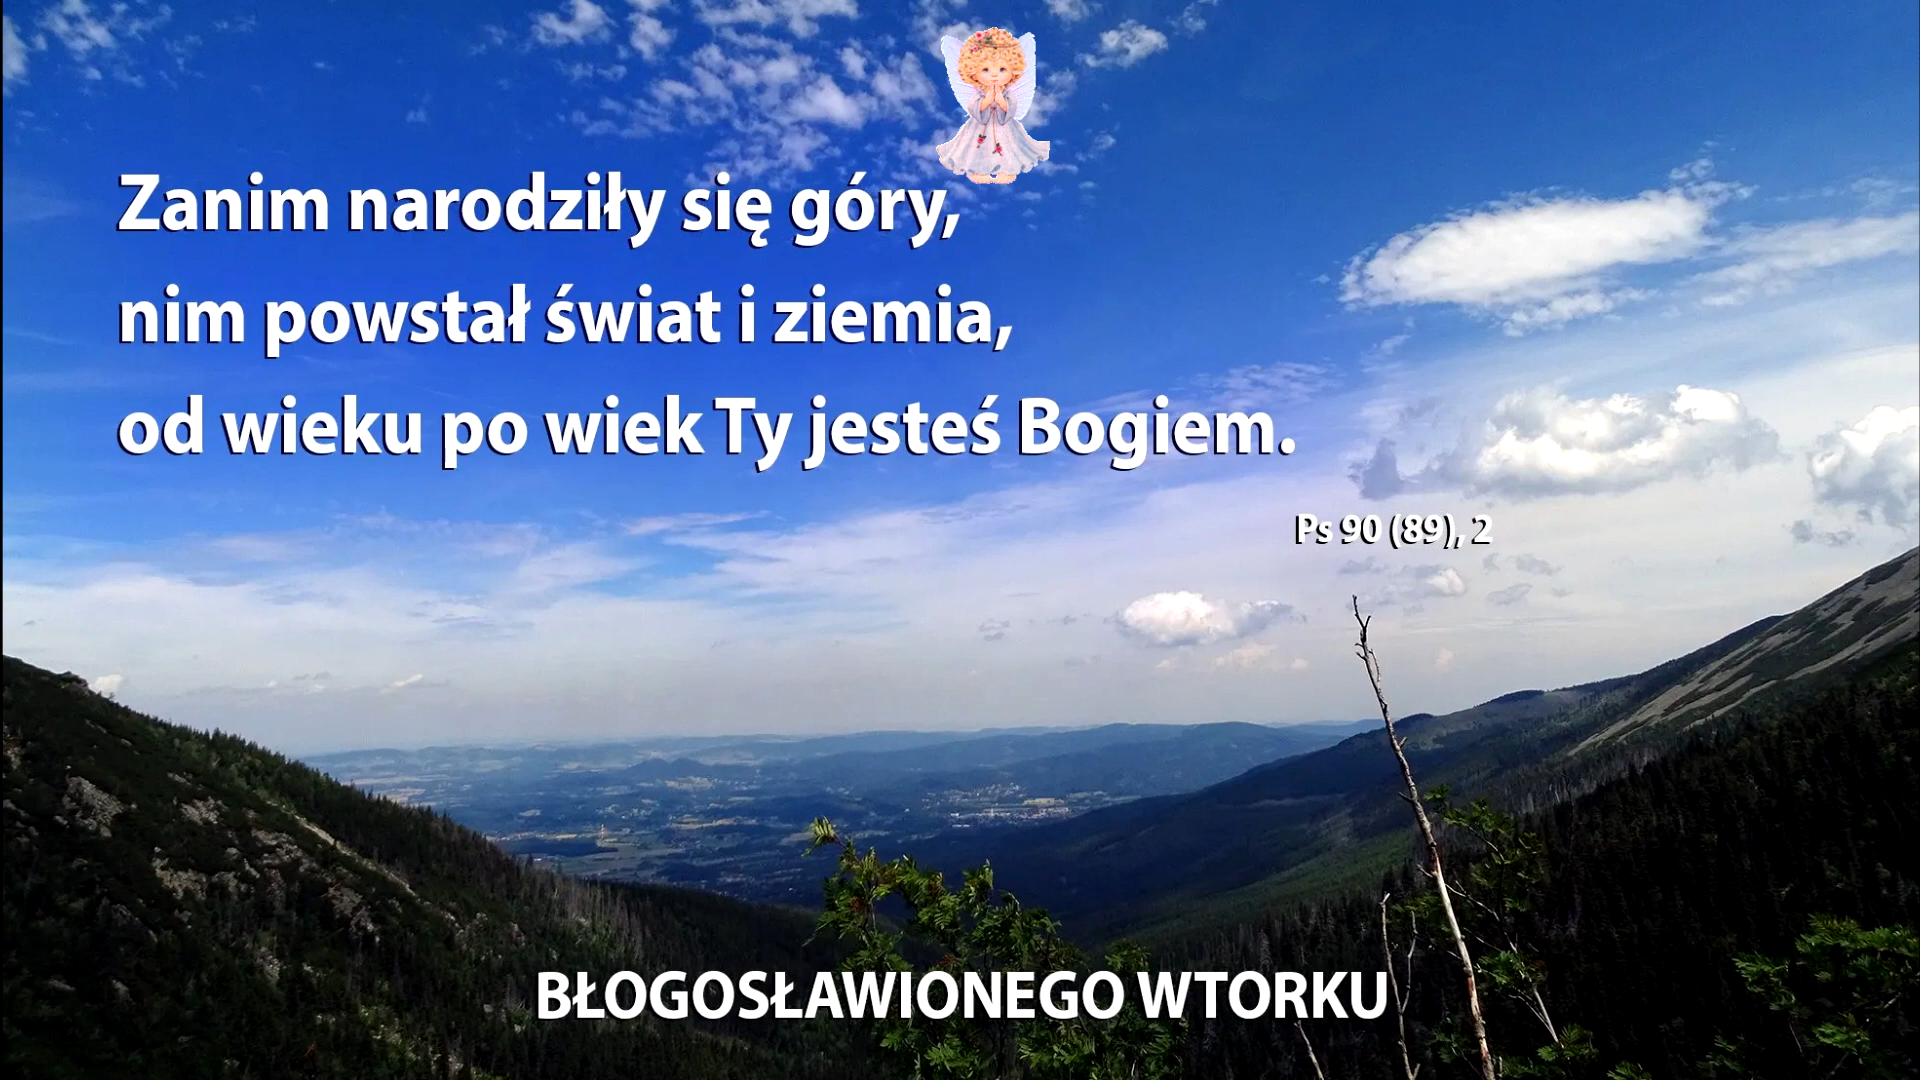 Zanim narodziły się góry,
nim powstał świat i ziemia,
od wieku po wiek Ty jesteś Bogiem.
Ps 90 (89), 2
BŁOGOSŁAWIONEGO WTORKU